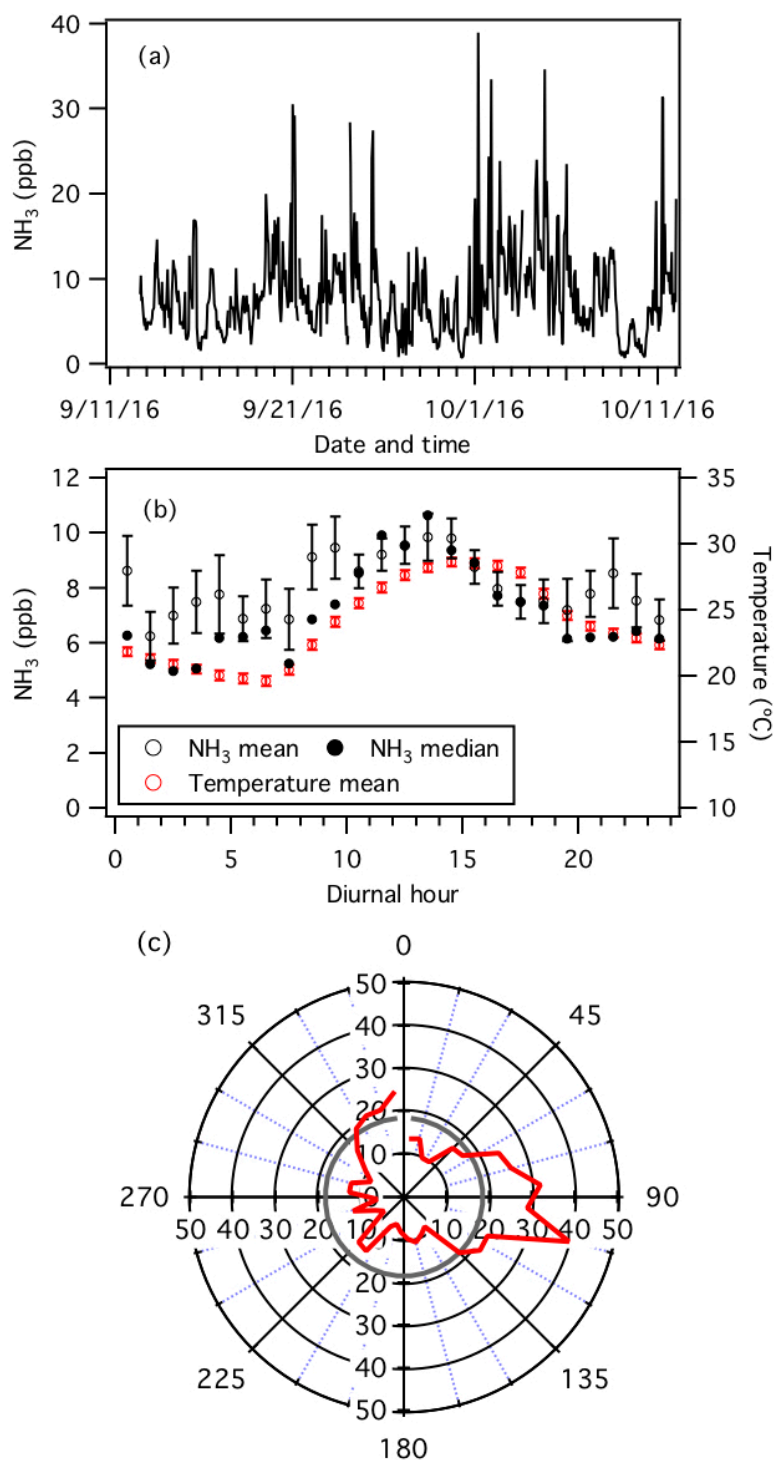 (a)
40
30
20
10
0
NH3 (ppb)
9/11/16 9/21/16 10/1/16 10/11/16
Date and time
(b)
12
10
8
6
4
2
0
NH3 (ppb)
35
30
25
20
15
10
Temperature (°C)
NH3 mean NH3 median
Temperature mean
0 5 10 15 20
Diurnal hour
(c)
0
45
90
135
180
225
270
315
50
40
30
20
10
0
10
20
30
40
50
50 40 30 20 10 0 10 20 30 40 50